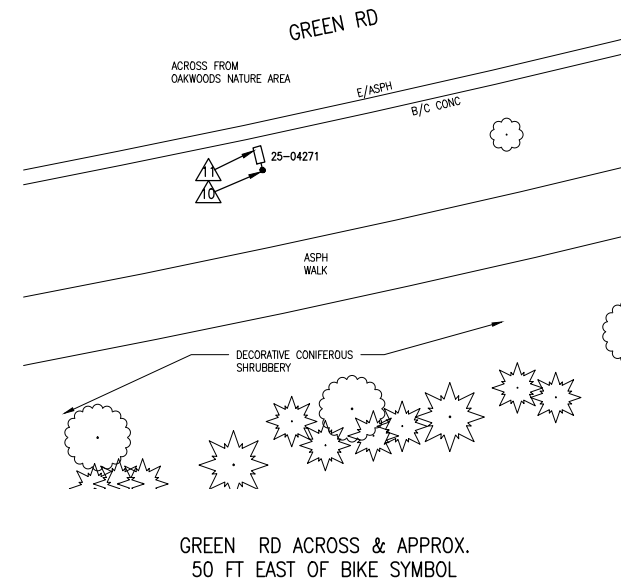 GREEN RD
ACROSS FROM
OAKWOODS NATURE AREA
E/ASPH
B/C CONC
25-04271
11
10
ASPH
WALK
DECORATIVE CONIFEROUS
SHRUBBERY
GREEN RD ACROSS & APPROX.
50 FT EAST OF BIKE SYMBOL